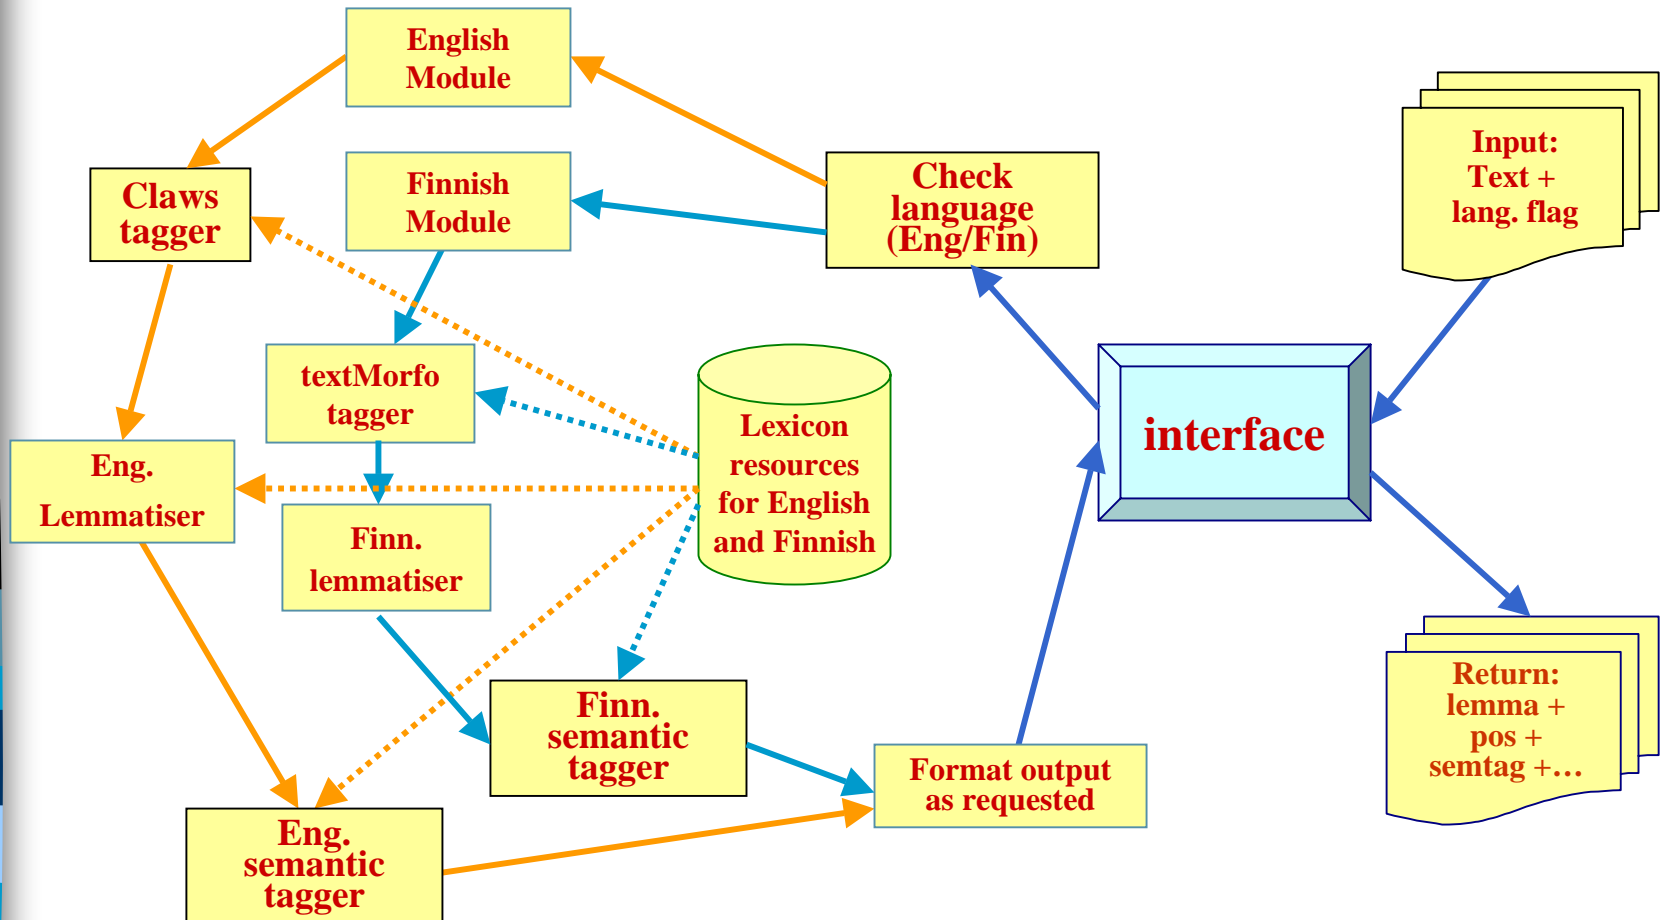 English
Module
Input:
Text +
lang. flag
Check
language
(Eng/Fin)
Finnish
Module
Claws
tagger
textMorfo
tagger
Lexicon
resources
for English
and Finnish
interface
Eng.
Lemmatiser
Finn.
lemmatiser
Return:
lemma +
pos +
semtag +...
Finn.
semantic
tagger
Format output
as requested
Eng.
semantic
tagger